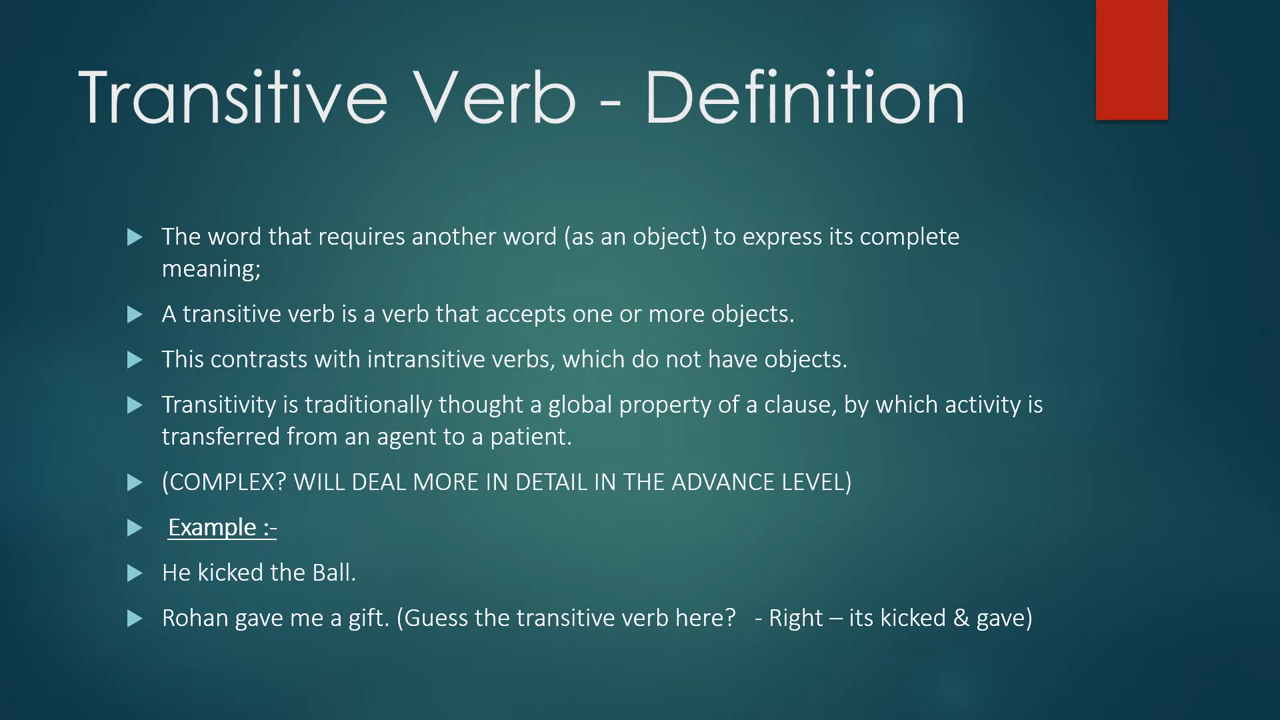 Transitive Verb - Definition
The word that requires another word (as an object) to express its complete
meaning;
A transitive verb is a verb that accepts one or more objects.
This contrasts with intransitive verbs, which do not have objects.
Transitivity is traditionally thought a global property of a clause, by which activity is
transferred from an agent to a patient.
(COMPLEX? WILL DEAL MORE IN DETAIL IN THE ADVANCE LEVEL)
Example :-
He kicked the Ball.
Rohan gave me a gift. (Guess the transitive verb here?   - Right – its kicked & gave)